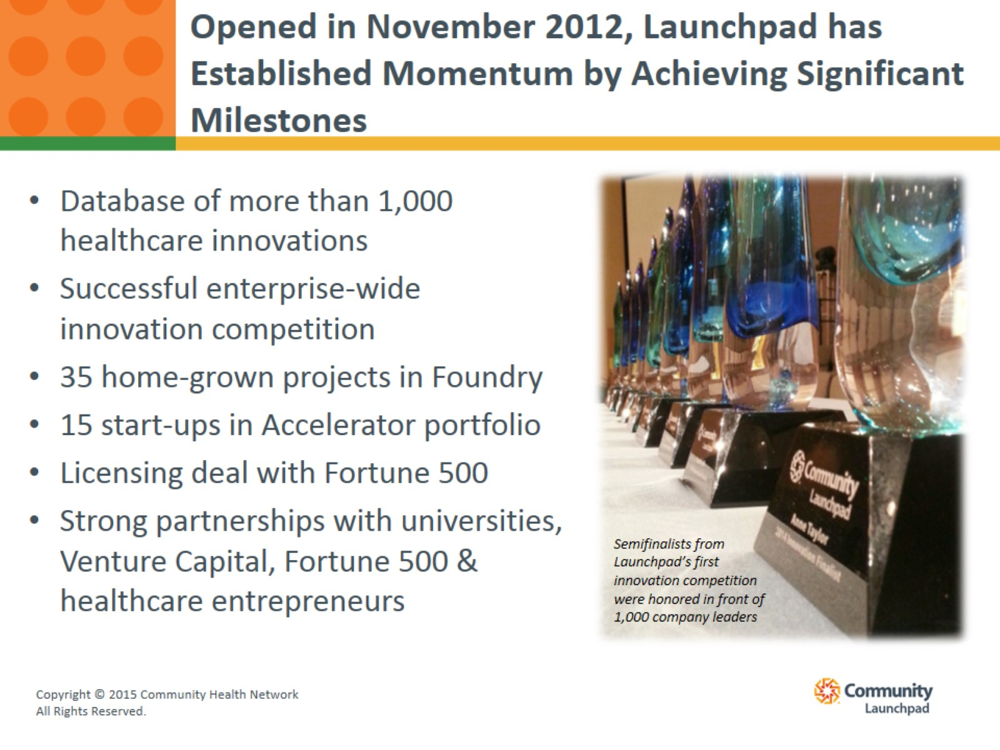 Opened in November 2012, Launchpad has
Established Momentum by Achieving Significant
Milestones
• Database of more than 1,000
healthcare innovations
• Successful enterprise-wide
innovation competition
• 35 home-grown projects in Foundry
• 15 start-ups in Accelerator portfolio
• Licensing deal with Fortune 500
• Strong partnerships with universities,
Venture Capital, Fortune 500 &
healthcare entrepreneurs
Community
Launchpad
Anne Taylor
2014 Innovation Finalist
Semifinalists from
Launchpad's first
innovation competition
were honored in front of
1,000 company leaders
Copyright © 2015 Community Health Network
All Rights Reserved.
Community
Launchpad